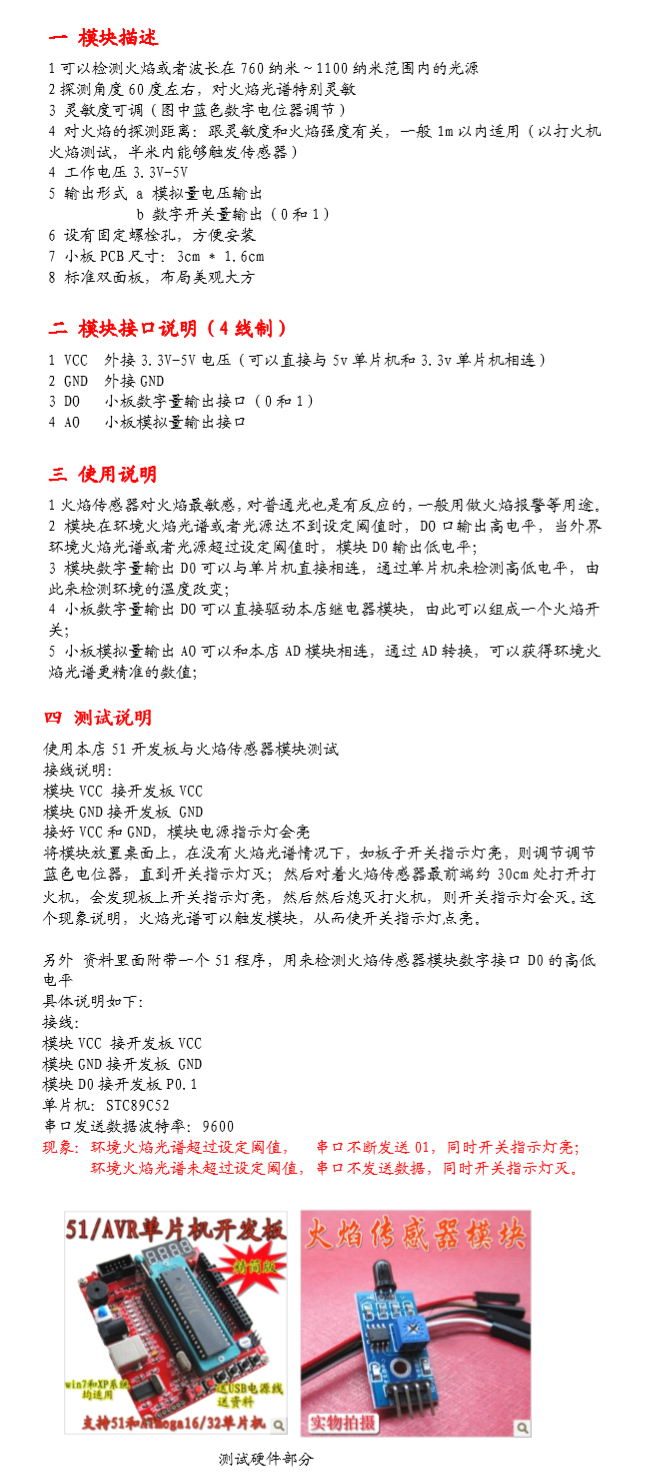 一 模块描述
1 可以检测火焰或者波长在 760 纳米～1100 纳米范围内的光源
2 探测角度 60 度左右，对火焰光谱特别灵敏
3 灵敏度可调（图中蓝色数字电位器调节）
4 对火焰的探测距离：跟灵敏度和火焰强度有关，一般 1m 以内适用（以打火机
火焰测试，半米内能够触发传感器）
4 工作电压 3.3V-5V
5 输出形式 a 模拟量电压输出
b 数字开关量输出（0 和 1）
6 设有固定螺栓孔，方便安装
7 小板 PCB 尺寸：3cm * 1.6cm
8 标准双面板，布局美观大方
二 模块接口说明（4 线制）
1 VCC 外接 3.3V-5V 电压（可以直接与 5v 单片机和 3.3v 单片机相连）
2 GND 外接 GND
3 DO 小板数字量输出接口（0 和 1）
4 AO 小板模拟量输出接口
三 使用说明
1 火焰传感器对火焰最敏感，对普通光也是有反应的，一般用做火焰报警等用途。
2 模块在环境火焰光谱或者光源达不到设定阈值时，DO 口输出高电平，当外界
环境火焰光谱或者光源超过设定阈值时，模块 D0 输出低电平；
3 模块数字量输出 D0 可以与单片机直接相连，通过单片机来检测高低电平，由
此来检测环境的温度改变；
4 小板数字量输出 DO 可以直接驱动本店继电器模块，由此可以组成一个火焰开
关；
5 小板模拟量输出 AO 可以和本店 AD 模块相连，通过 AD 转换，可以获得环境火
焰光谱更精准的数值；
四 测试说明
使用本店 51 开发板与火焰传感器模块测试
接线说明：
模块 VCC 接开发板 VCC
模块 GND 接开发板 GND
接好 VCC 和 GND，模块电源指示灯会亮
将模块放置桌面上，在没有火焰光谱情况下，如板子开关指示灯亮，则调节调节
蓝色电位器，直到开关指示灯灭；然后对着火焰传感器最前端约 30cm 处打开打
火机，会发现板上开关指示灯亮，然后然后熄灭打火机，则开关指示灯会灭。这
个现象说明，火焰光谱可以触发模块，从而使开关指示灯点亮。
另外 资料里面附带一个 51 程序，用来检测火焰传感器模块数字接口 D0 的高低
电平
具体说明如下：
接线：
模块 VCC 接开发板 VCC
模块 GND 接开发板 GND
模块 D0 接开发板 P0.1
单片机：STC89C52
串口发送数据波特率：9600
现象：环境火焰光谱超过设定阈值， 串口不断发送 01，同时开关指示灯亮；
环境火焰光谱未超过设定阈值，串口不发送数据，同时开关指示灯灭。
51/AVR单片机开发板
精简版
win7和XP系统
均适用
送USB电源线
送资料
支持51和ATmega16/32单片机
火焰传感器模块
实物拍摄
测试硬件部分